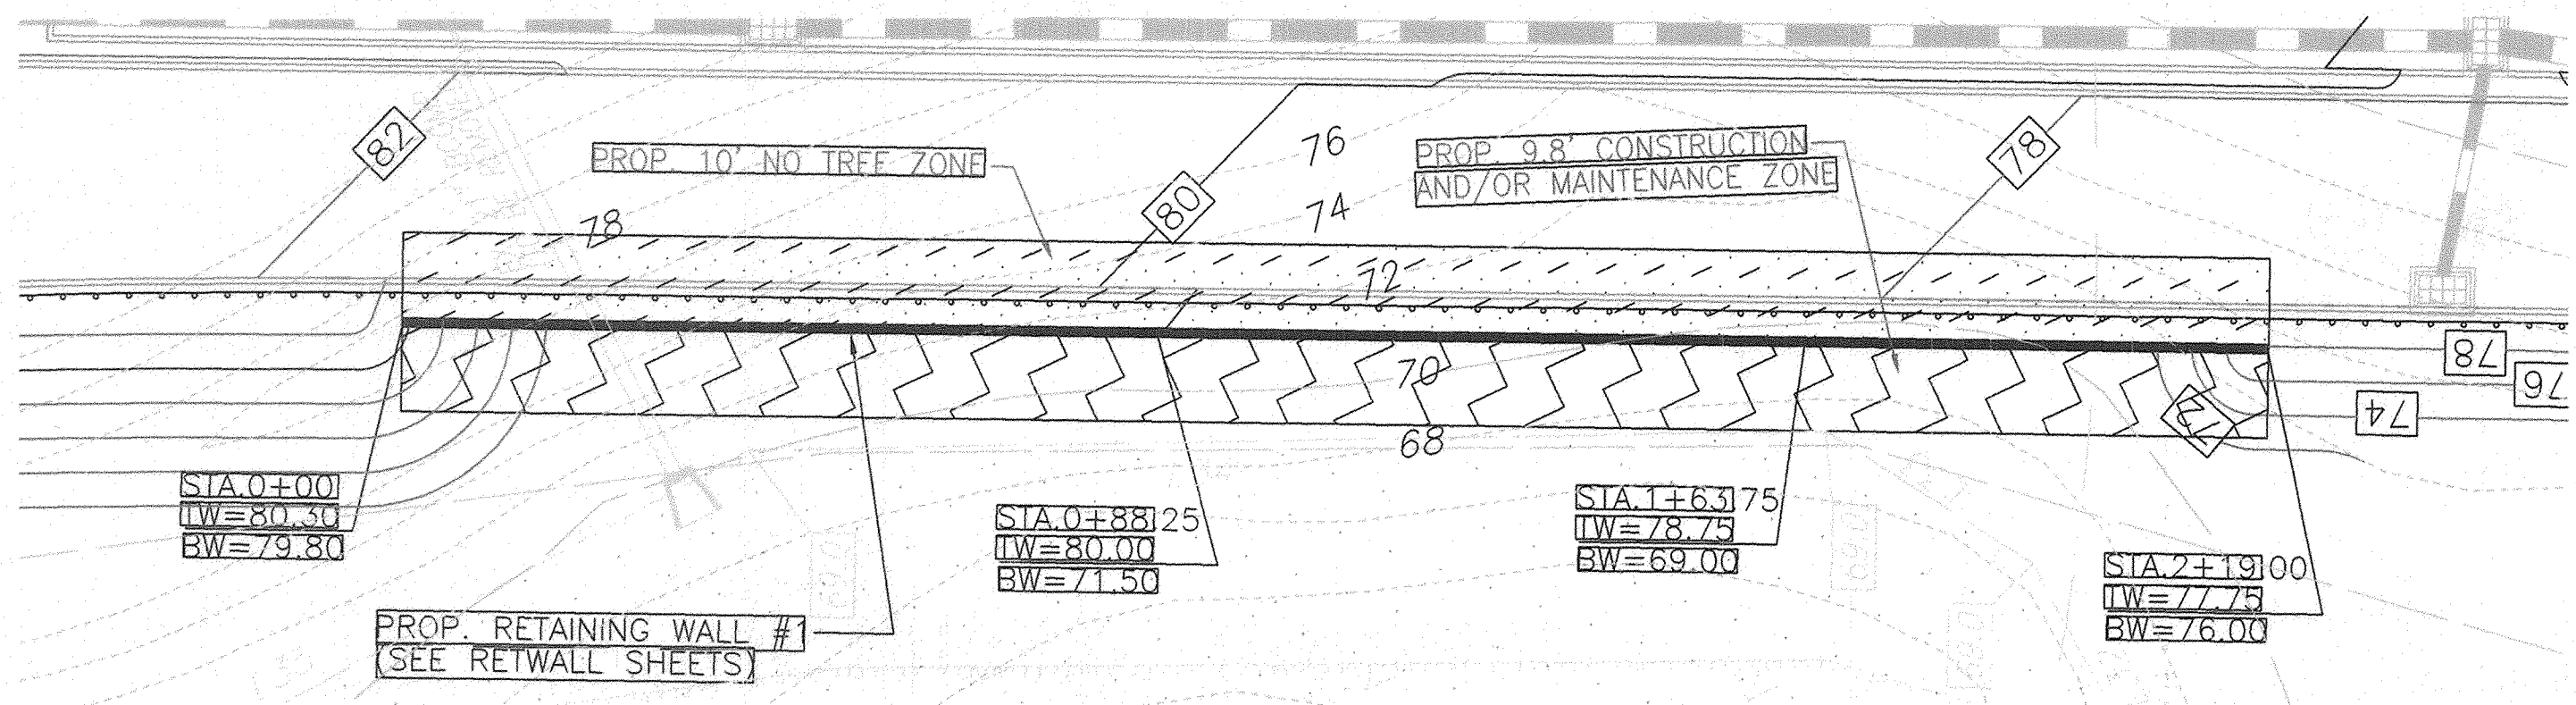 82
PROP. 10' NO TREE ZONE
76
PROP. 9.8' CONSTRUCTION
AND/OR MAINTENANCE ZONE
78
80
74
78
72
70
68
78
76
74
72
STA.0+00
TW=80.30
BW=79.80
STA.0+88.25
TW=80.00
BW=71.50
STA.1+63.75
TW=78.75
BW=69.00
STA.2+19.00
TW=77.75
BW=76.00
PROP. RETAINING WALL #1
(SEE RETWALL SHEETS)